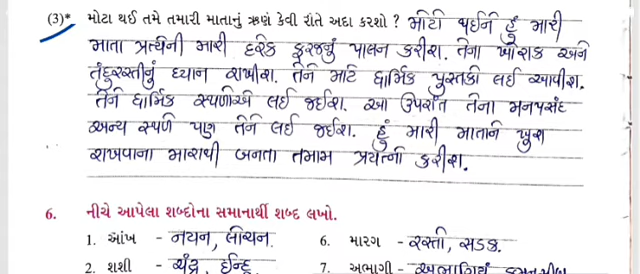 (3)* મોટા થઈ તમે તમારી માતાનું ઋણ કેવી રીતે અદા કરશો ? મોટી થઈને હું મારી
માતા પ્રત્યેની મારી દરેક ફરજનું પાલન કરીશ. તેના ખોરાક અને
તંદુરસ્તીનું ધ્યાન રાખીશ. તેને માટે ધાર્મિક પુસ્તકો લઈ આવીશ.
તેને ધાર્મિક સ્થળોએ લઈ જઈશ. આ ઉપરાંત તેના મનપસંદ
અન્ય સ્થળે પણ તેને લઈ જઈશ. હું મારી માતાને ખુશ
રાખવાના મારાથી બનતા તમામ પ્રયત્નો કરીશ.
6. નીચે આપેલા શબ્દોના સમાનાર્થી શબ્દ લખો.
1. આંખ - નયન, લોચન. 6. મારગ - રસ્તો, સડક.
2. શશી - ચંદ્ર, ઈન્દુ 7. અભાગી -